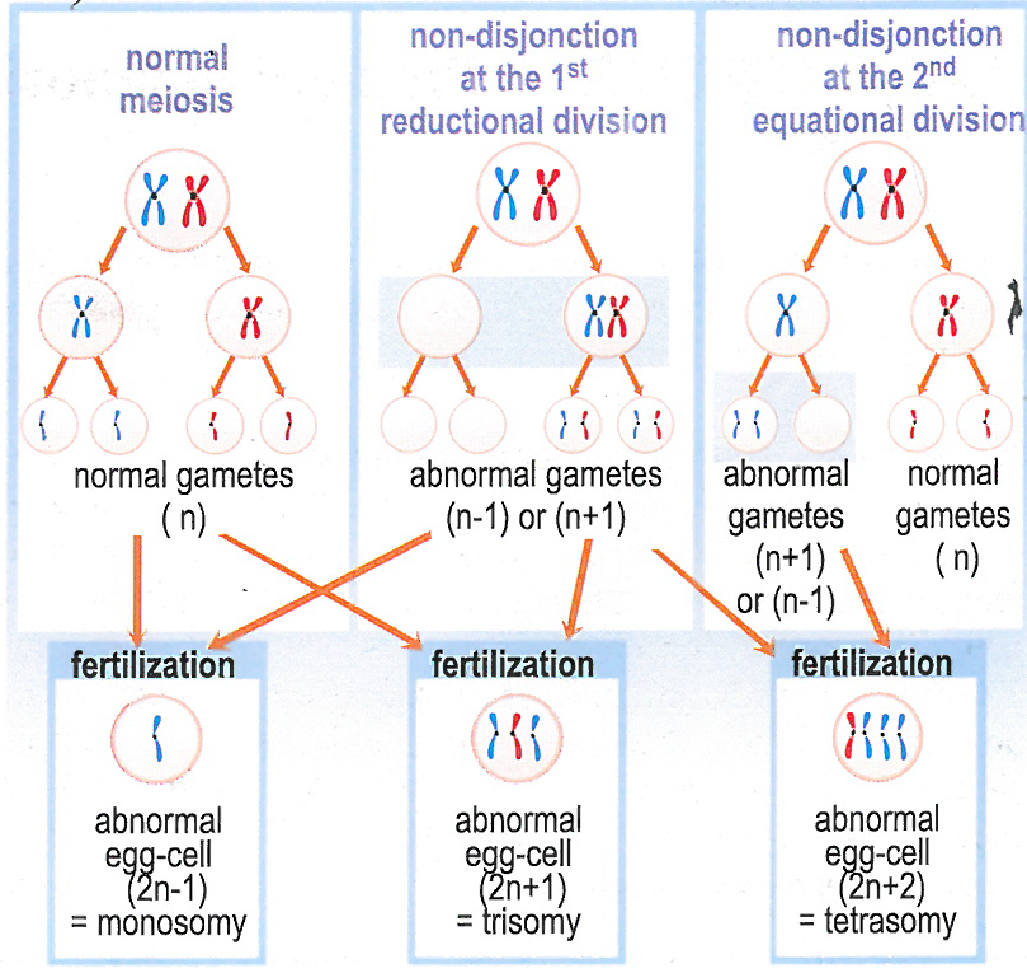 normal
meiosis
non-disjonction
at the 1st
reductional division
non-disjonction
at the 2nd
equational division
normal gametes
( n)
abnormal gametes
(n-1) or (n+1)
abnormal
gametes
(n+1)
or (n-1)
normal
gametes
( n)
fertilization
abnormal
egg-cell
(2n-1)
= monosomy
fertilization
abnormal
egg-cell
(2n+1)
= trisomy
fertilization
abnormal
egg-cell
(2n+2)
= tetrasomy